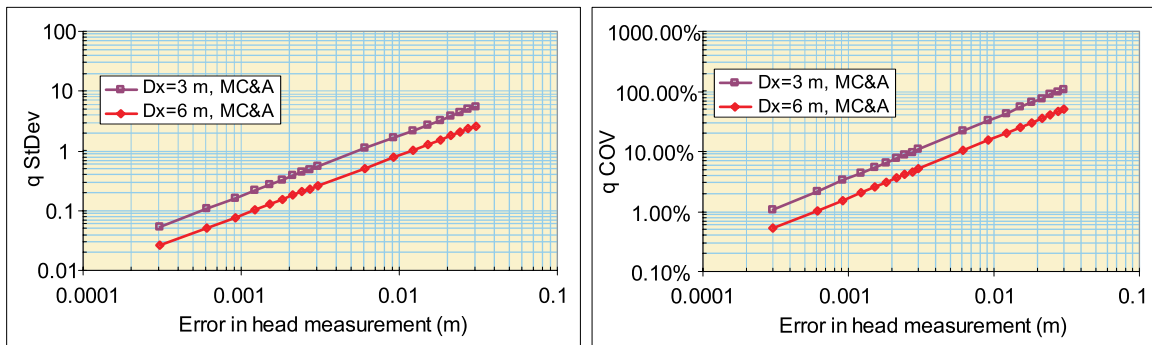 100
10
1
0.1
0.01
q StDev
Dx=3 m, MC&A
Dx=6 m, MC&A
0.0001
0.001
0.01
0.1
Error in head measurement (m)
1000.00%
100.00%
10.00%
1.00%
0.10%
q COV
Dx=3 m, MC&A
Dx=6 m, MC&A
0.0001
0.001
0.01
0.1
Error in head measurement (m)